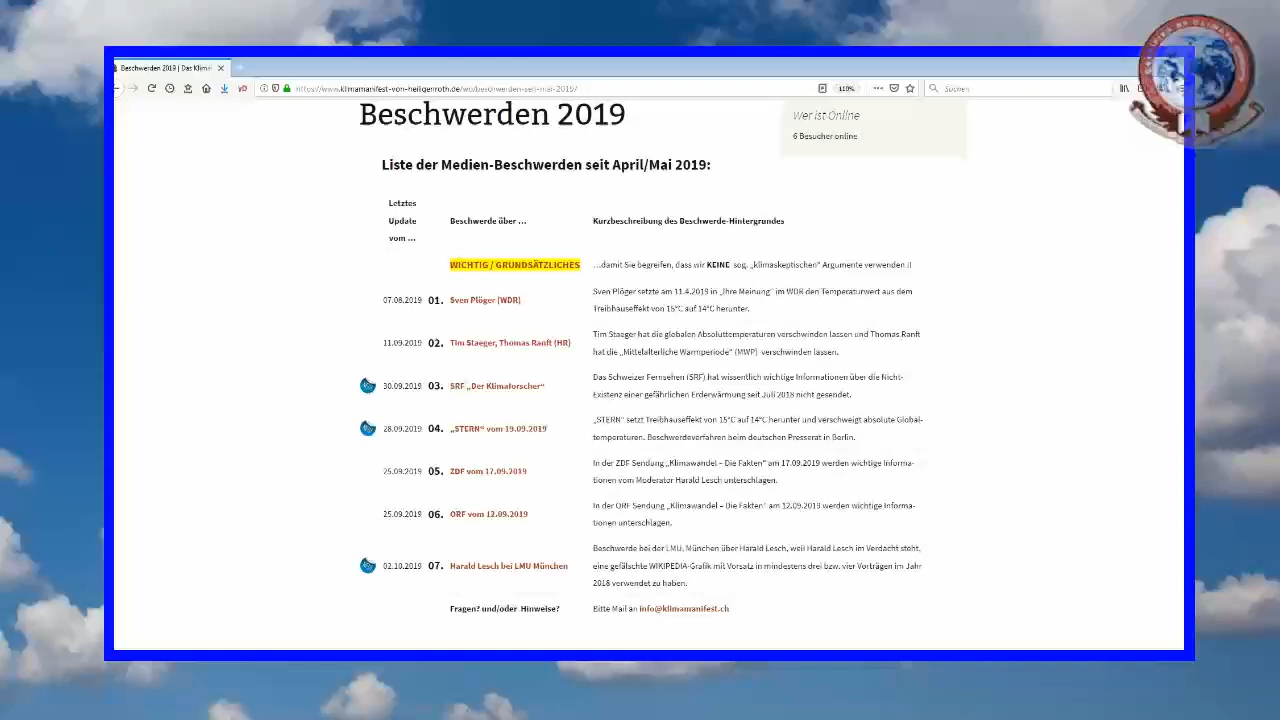 Beschwerden 2019 | Das Klima
https://www.klimamanifest-von-heiligenroth.de/wp/beschwerden-seit-mai-2019/
110%
Suchen
Beschwerden 2019
Wer ist Online
6 Besucher online
Liste der Medien-Beschwerden seit April/Mai 2019:
Letztes
Update
vom …
Beschwerde über …
Kurzbeschreibung des Beschwerde-Hintergrundes
WICHTIG / GRUNDSÄTZLICHES
…damit Sie begreifen, dass wir KEINE sog. „klimaskeptischen“ Argumente verwenden !!
07.08.2019 01. Sven Plöger (WDR)
Sven Plöger setzte am 11.4.2019 in „Ihre Meinung“ im WDR den Temperaturwert aus dem
Treibhauseffekt von 15°C auf 14°C herunter.
11.09.2019 02. Tim Staeger, Thomas Ranft (HR)
Tim Staeger hat die globalen Absoluttemperaturen verschwinden lassen und Thomas Ranft
hat die „Mittelalterliche Warmperiode“ (MWP) verschwinden lassen.
30.09.2019 03. SRF „Der Klimaforscher“
Das Schweizer Fernsehen (SRF) hat wissentlich wichtige Informationen über die Nicht-
Existenz einer gefährlichen Erderwärmung seit Juli 2018 nicht gesendet.
28.09.2019 04. „STERN“ vom 19.09.2019
„STERN“ setzt Treibhauseffekt von 15°C auf 14°C herunter und verschweigt absolute Global-
temperaturen. Beschwerdeverfahren beim deutschen Presserat in Berlin.
25.09.2019 05. ZDF vom 17.09.2019
In der ZDF Sendung „Klimawandel – Die Fakten“ am 17.09.2019 werden wichtige Informa-
tionen vom Moderator Harald Lesch unterschlagen.
25.09.2019 06. ORF vom 12.09.2019
In der ORF Sendung „Klimawandel – Die Fakten“ am 12.09.2019 werden wichtige Informa-
tionen unterschlagen.
02.10.2019 07. Harald Lesch bei LMU München
Beschwerde bei der LMU, München über Harald Lesch, weil Harald Lesch im Verdacht steht,
eine gefälschte WIKIPEDIA-Grafik mit Vorsatz in mindestens drei bzw. vier Vorträgen im Jahr
2018 verwendet zu haben.
Fragen? und/oder Hinweise?
Bitte Mail an info@klimamanifest.ch